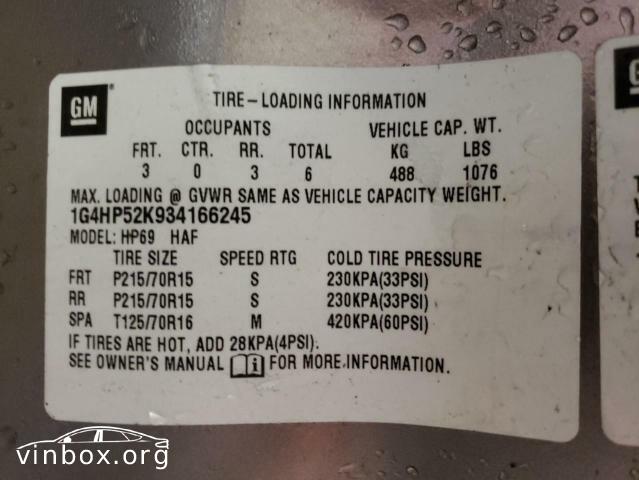 GM
TIRE-LOADING INFORMATION
OCCUPANTS VEHICLE CAP. WT.
FRT. CTR. RR. TOTAL KG LBS
3 0 3 6 488 1076
MAX. LOADING @ GVWR SAME AS VEHICLE CAPACITY WEIGHT.
1G4HP52K934166245
MODEL: HP69 HAF
TIRE SIZE SPEED RTG COLD TIRE PRESSURE
FRT P215/70R15 S 230KPA(33PSI)
RR P215/70R15 S 230KPA(33PSI)
SPA T125/70R16 M 420KPA(60PSI)
IF TIRES ARE HOT, ADD 28KPA(4PSI).
SEE OWNER'S MANUAL FOR MORE INFORMATION.
vinbox.org